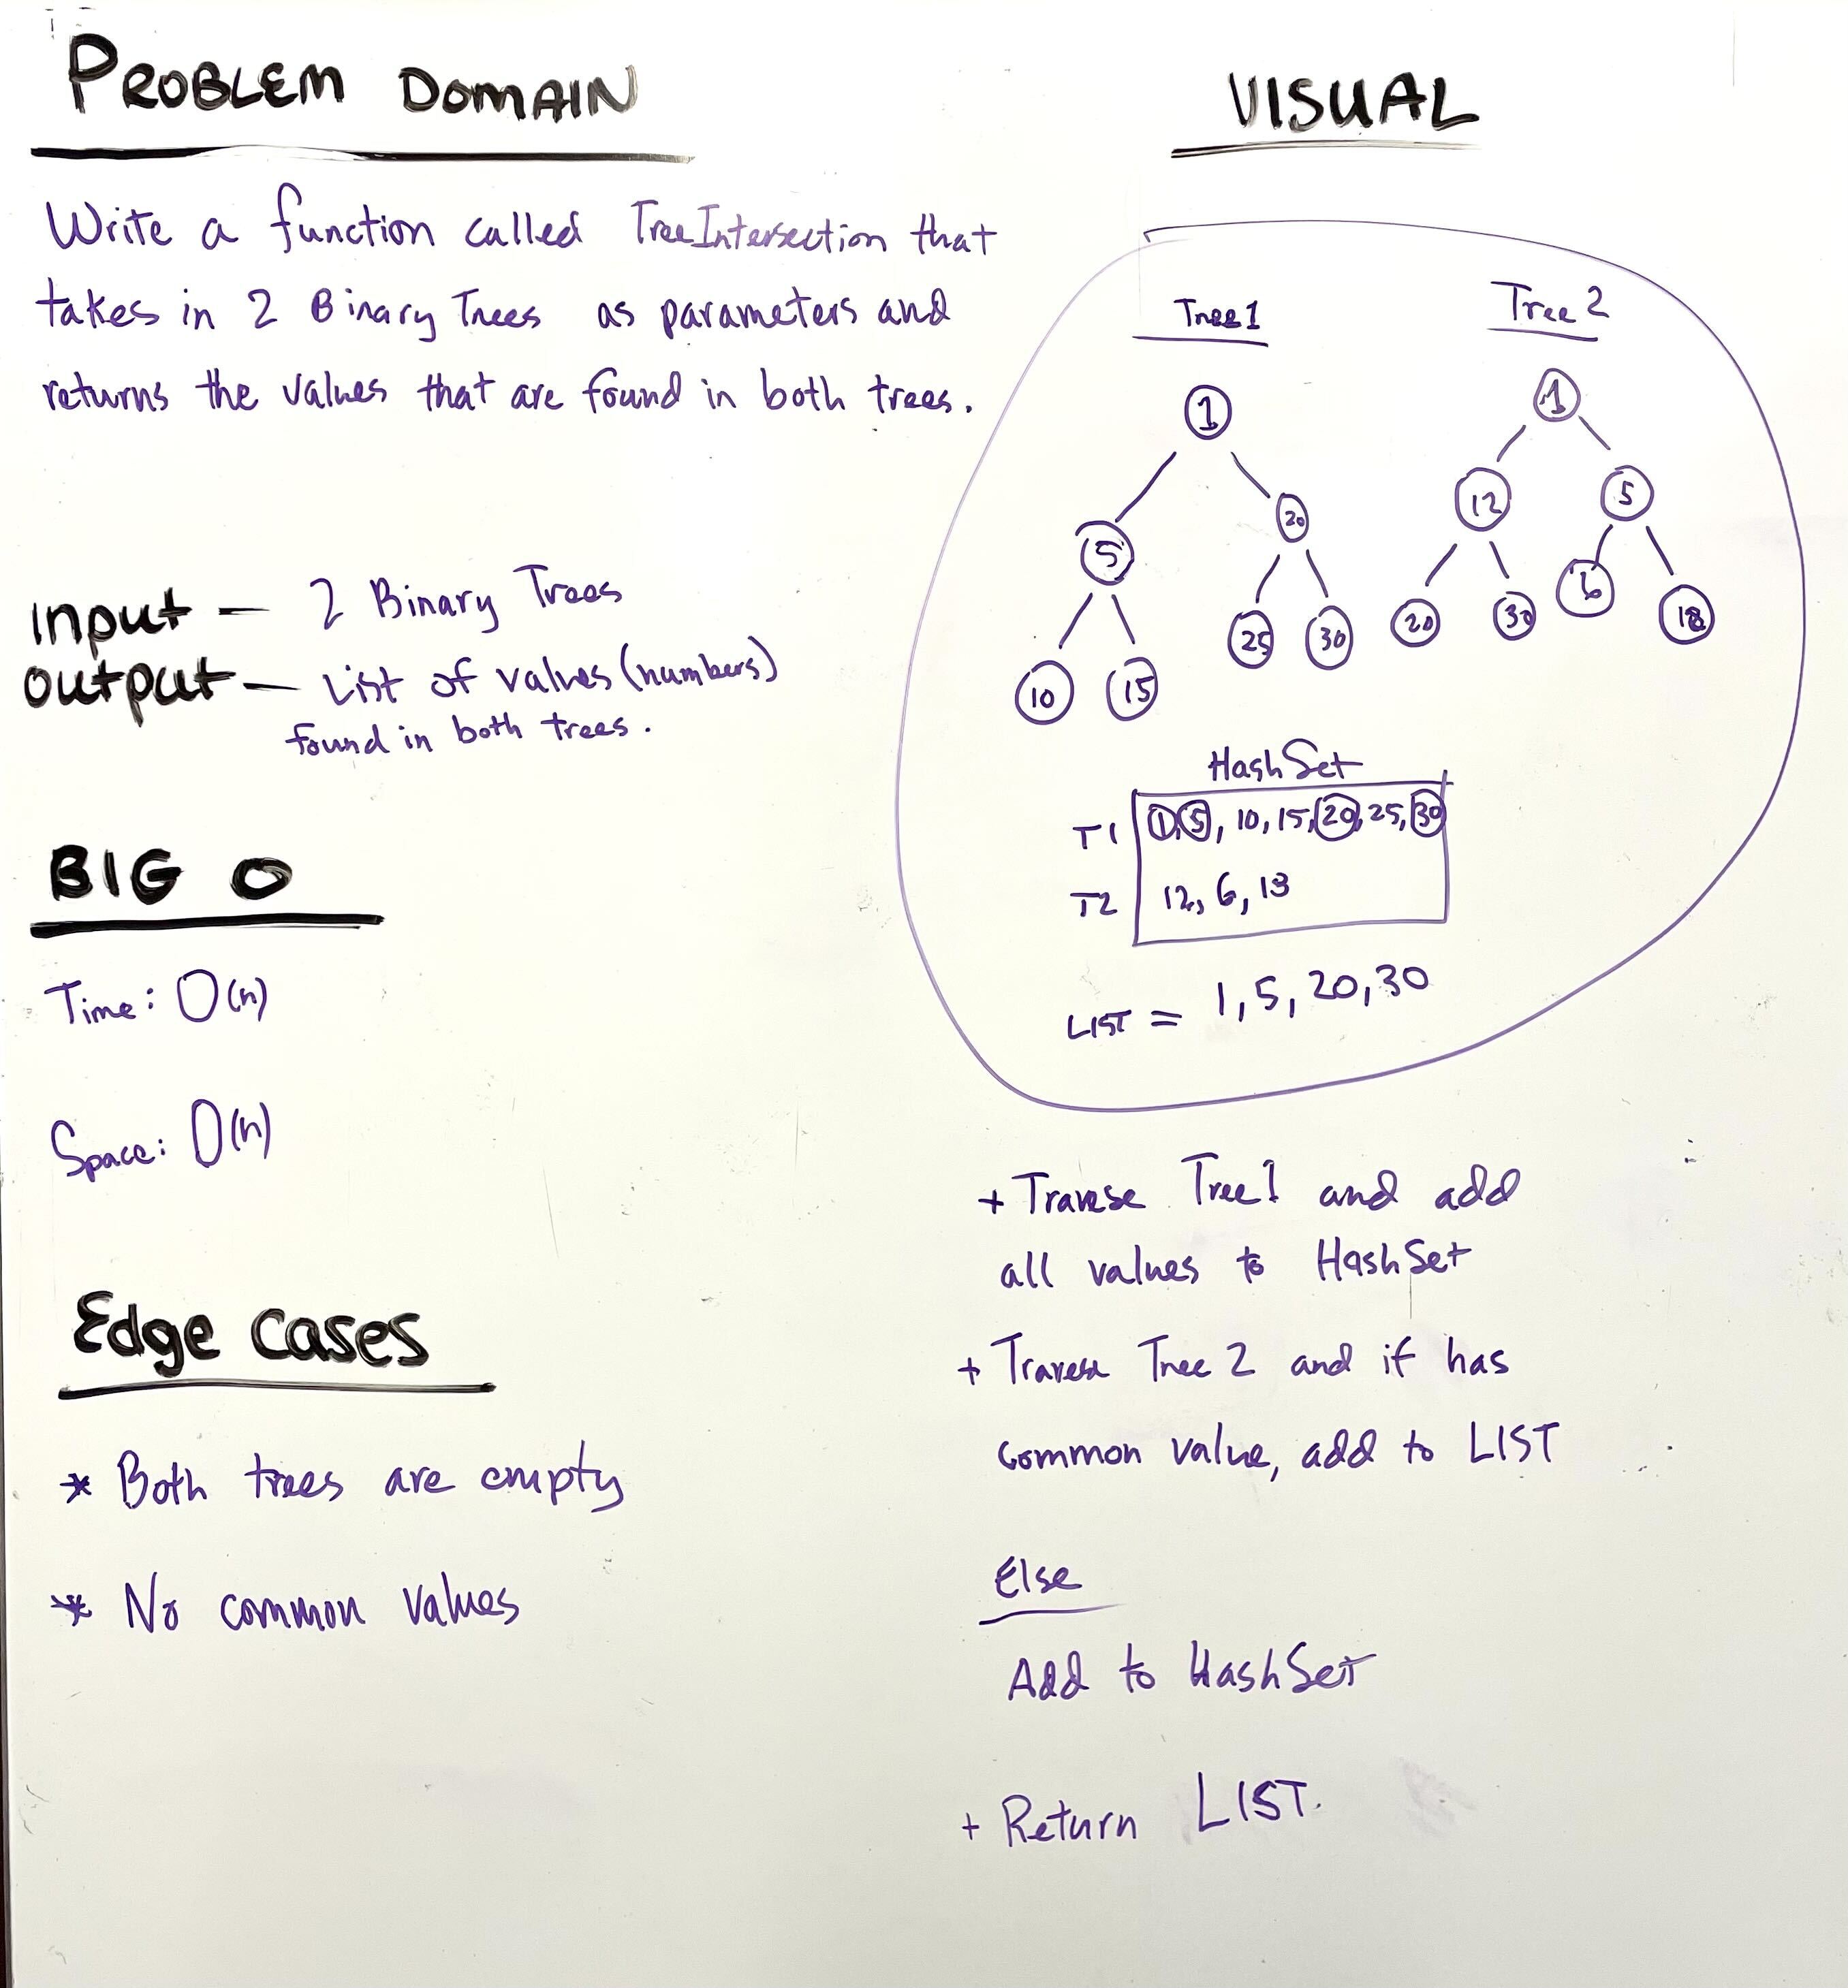 PROBLEM DOMAIN
Write a function called TreeIntersection that
takes in 2 Binary Trees as parameters and
returns the values that are found in both trees.
Input — 2 Binary Trees
Output — List of values (numbers)
found in both trees.
BIG O
Time: O(n)
Space: O(n)
Edge Cases
* Both trees are empty
* No common values
VISUAL
Tree1
1
5 20
10 15 25 30
Tree 2
1
12 5
20 30 6 18
HashSet
T1 1, 5, 10, 15, 20, 25, 30
T2 12, 6, 18
LIST = 1, 5, 20, 30
+ Traverse Tree1 and add
all values to HashSet
+ Traverse Tree 2 and if has
common value, add to LIST
Else
Add to HashSet
+ Return LIST.